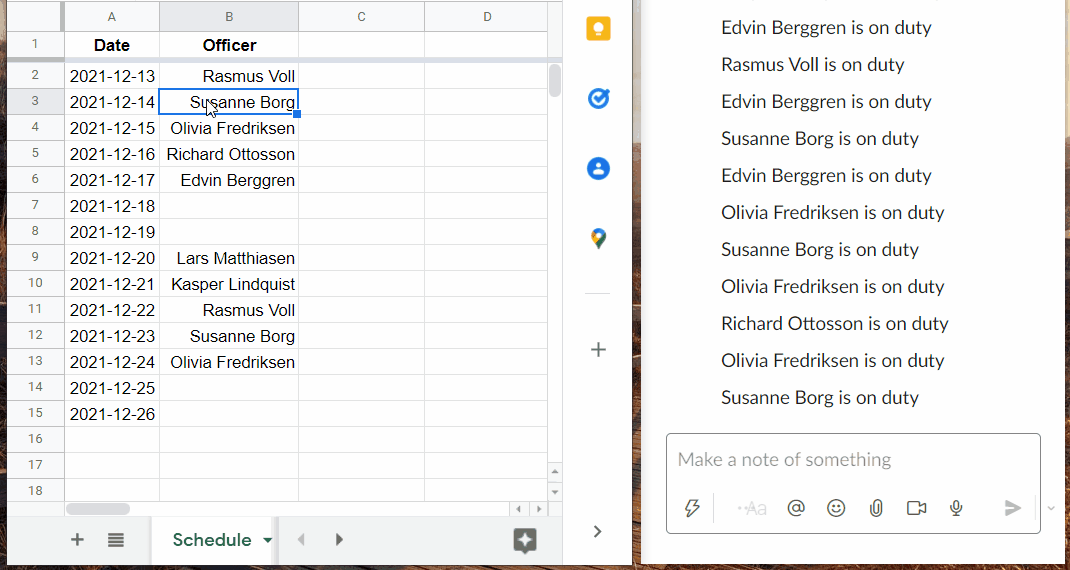 A B C D
1 Date Officer
2 2021-12-13 Rasmus Voll
3 2021-12-14 Susanne Borg
4 2021-12-15 Olivia Fredriksen
5 2021-12-16 Richard Ottosson
6 2021-12-17 Edvin Berggren
7 2021-12-18
8 2021-12-19
9 2021-12-20 Lars Matthiasen
10 2021-12-21 Kasper Lindquist
11 2021-12-22 Rasmus Voll
12 2021-12-23 Susanne Borg
13 2021-12-24 Olivia Fredriksen
14 2021-12-25
15 2021-12-26
16
17
18
Schedule
Edvin Berggren is on duty
Rasmus Voll is on duty
Edvin Berggren is on duty
Susanne Borg is on duty
Edvin Berggren is on duty
Olivia Fredriksen is on duty
Susanne Borg is on duty
Olivia Fredriksen is on duty
Richard Ottosson is on duty
Olivia Fredriksen is on duty
Susanne Borg is on duty
Make a note of something
Aa @